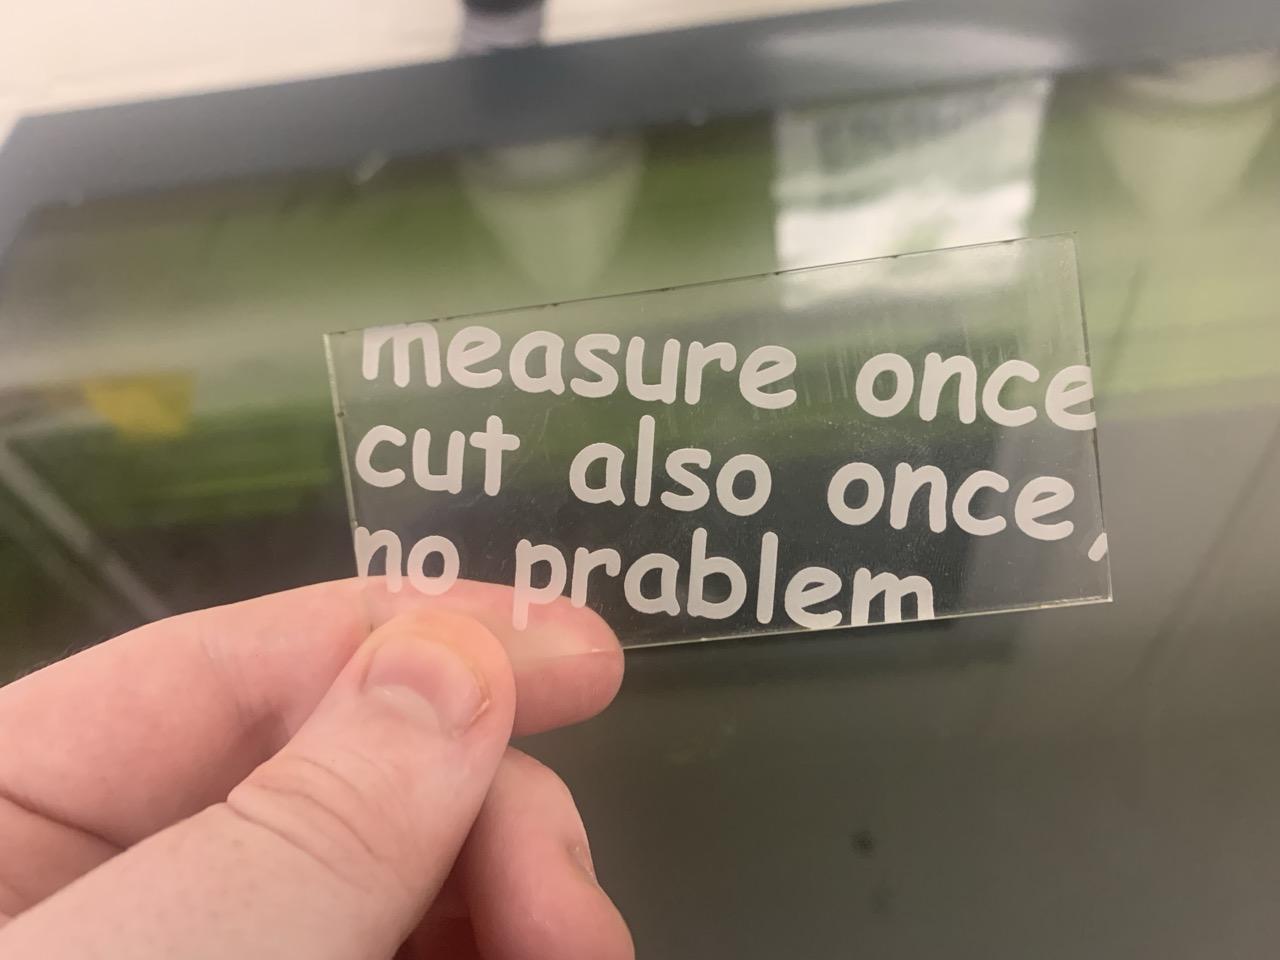 measure once
cut also once,
no prablem